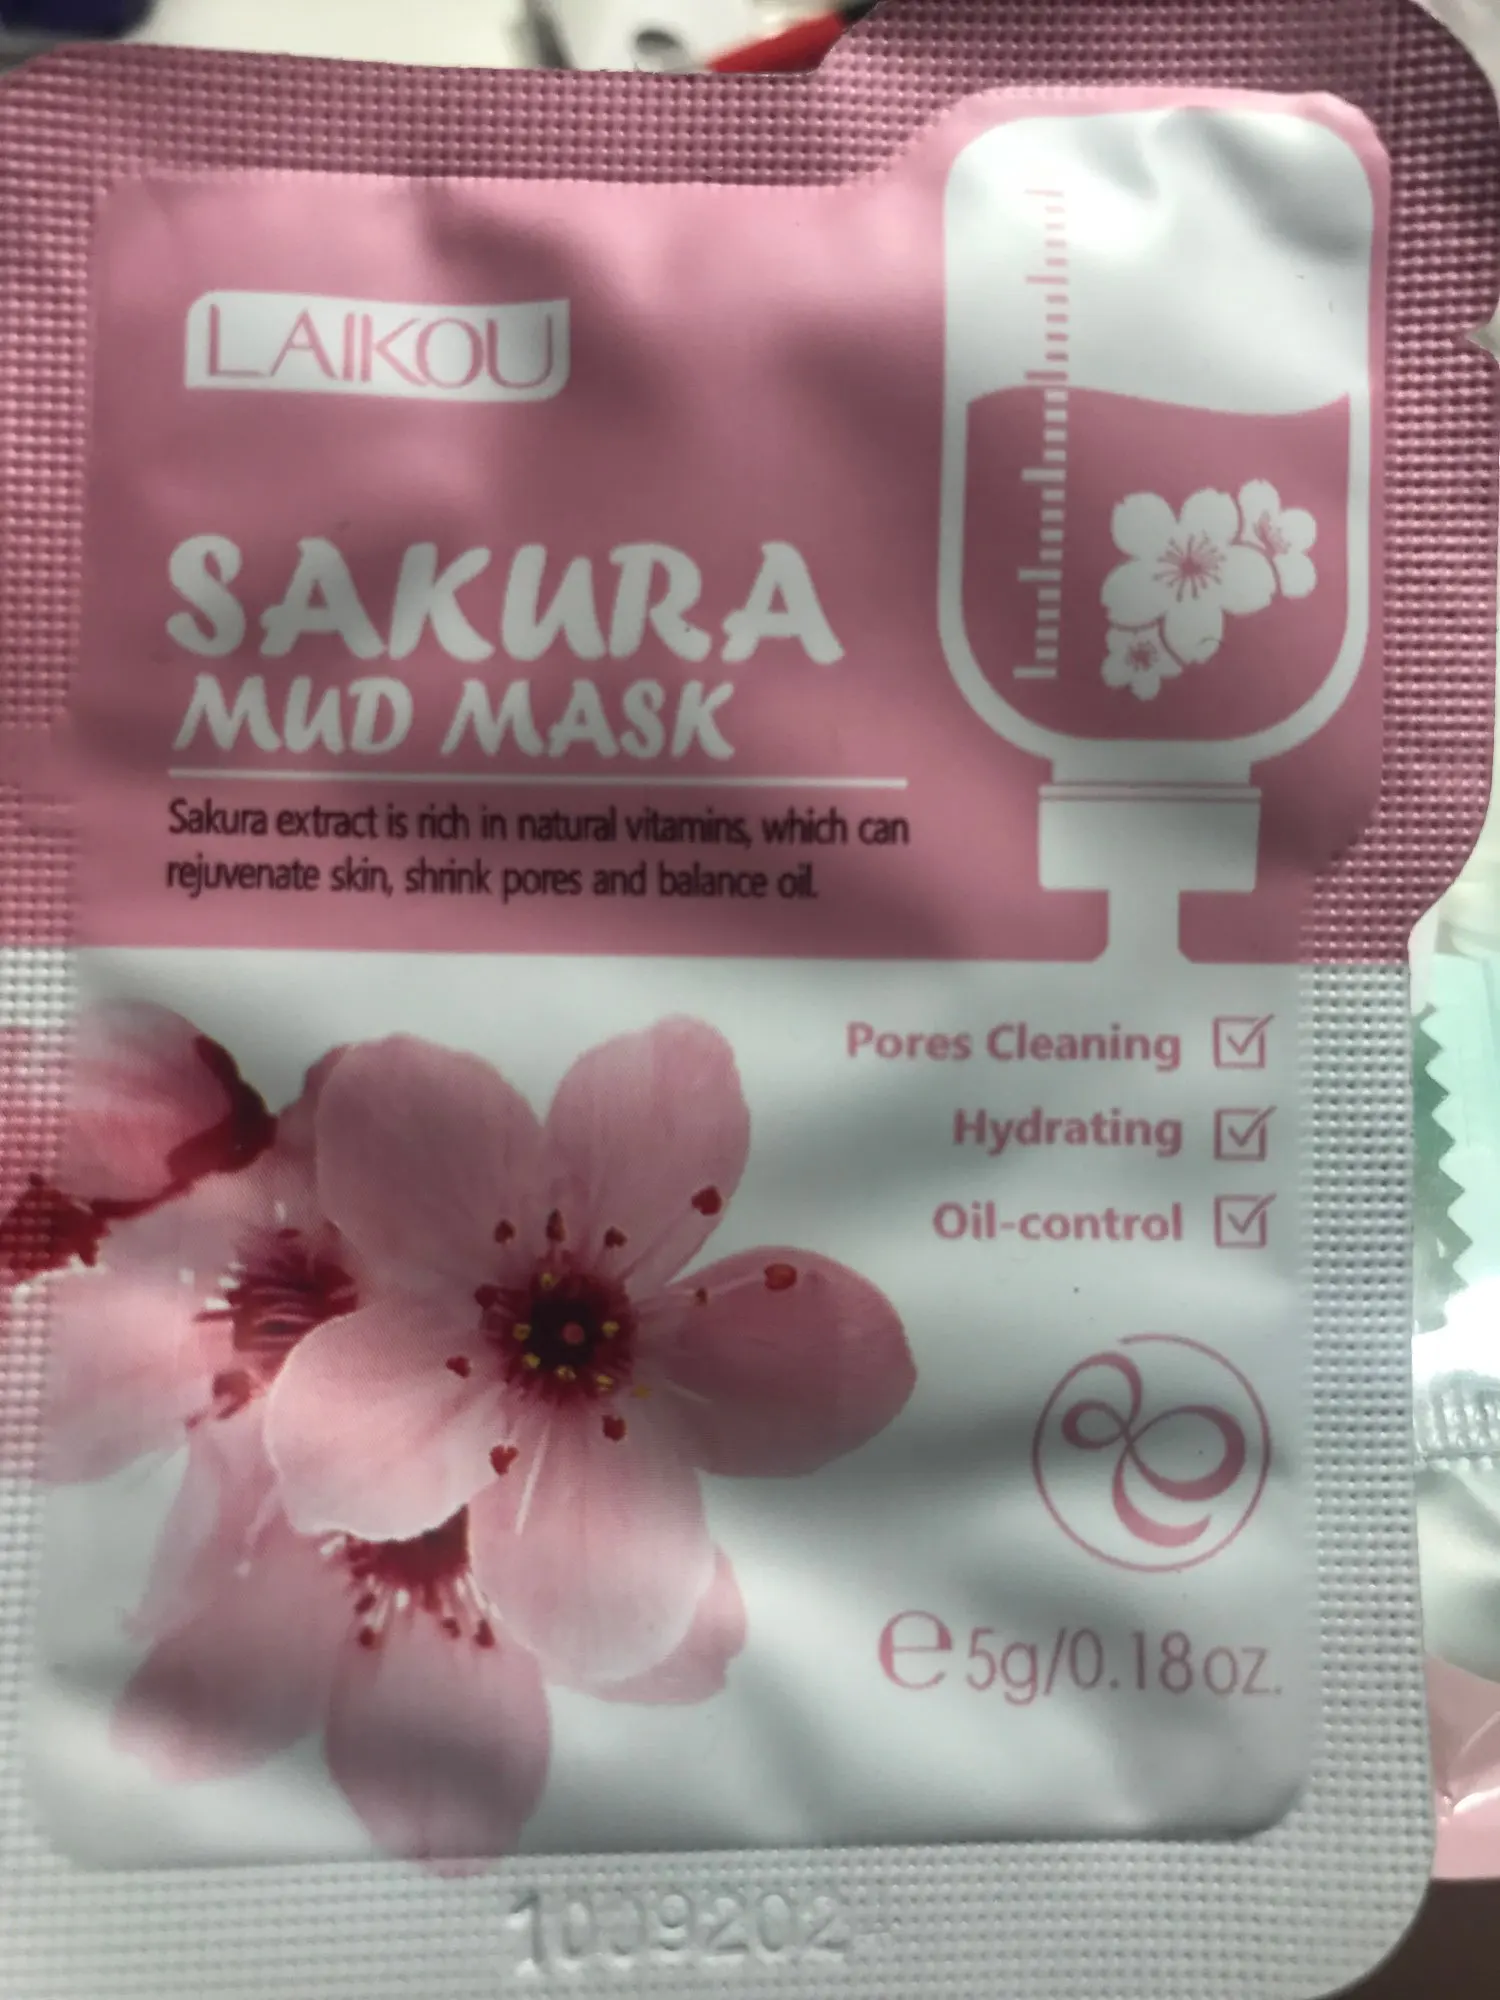 LAIKOU
SAKURA
MUD MASK
Sakura extract is rich in natural vitamins, which can
rejuvenate skin, shrink pores and balance oil.
Pores Cleaning
Hydrating
Oil-control
e 5g/0.18oz.